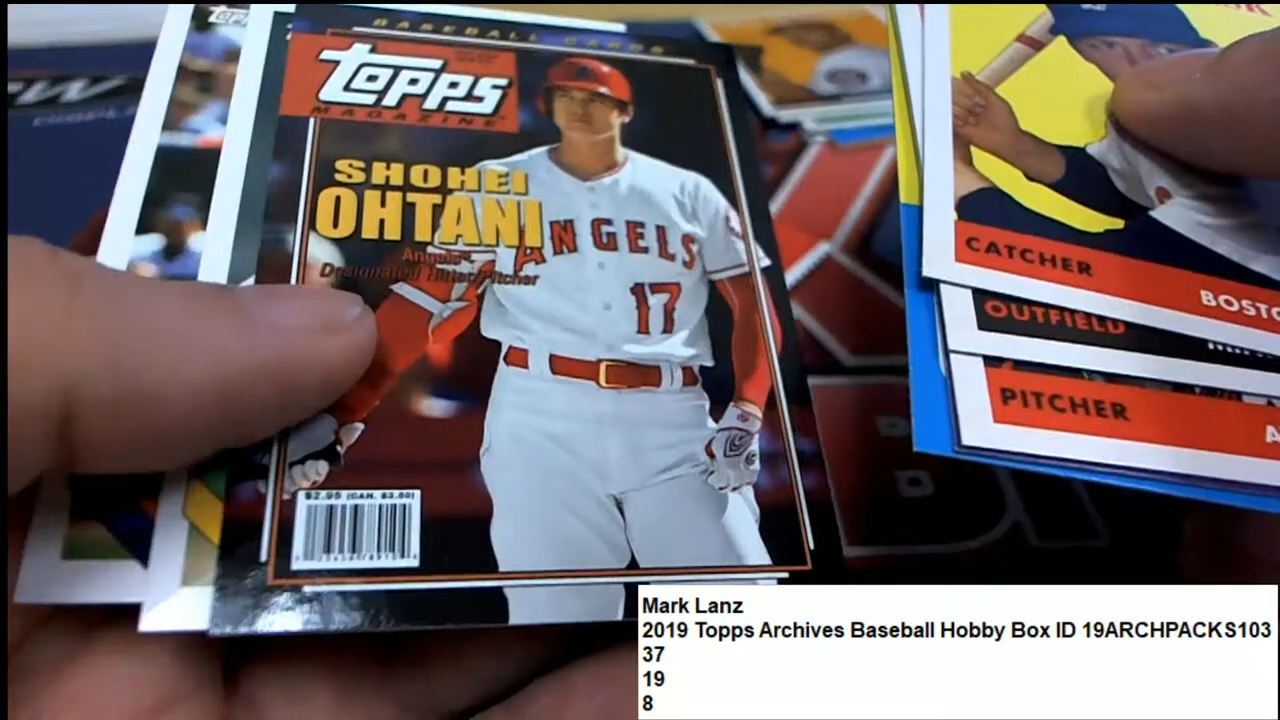 BASEBALL CARDS
topps
MAGAZINE
SHOHEI
OHTANI
Angels
Designated Hitter/Pitcher
ANGELS
17
$2.95 (CAN. $3.50)
CATCHER
BOSTO
OUTFIELD
PITCHER
A
Mark Lanz
2019 Topps Archives Baseball Hobby Box ID 19ARCHPACKS103
37
19
8